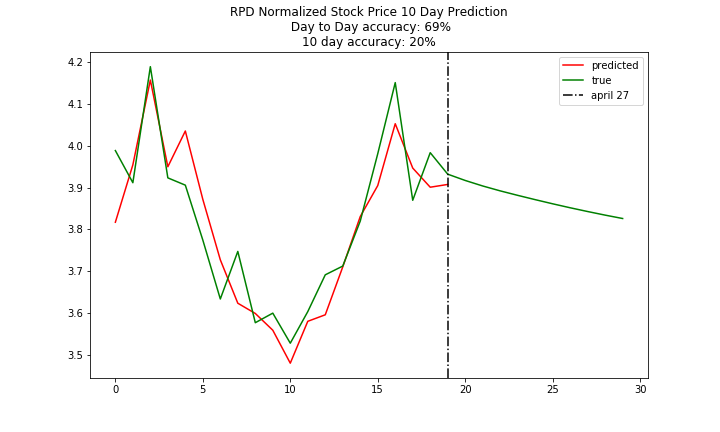 RPD Normalized Stock Price 10 Day Prediction
Day to Day accuracy: 69%
10 day accuracy: 20%
4.2
4.1
4.0
3.9
3.8
3.7
3.6
3.5
0
5
10
15
20
25
30
predicted
true
april 27